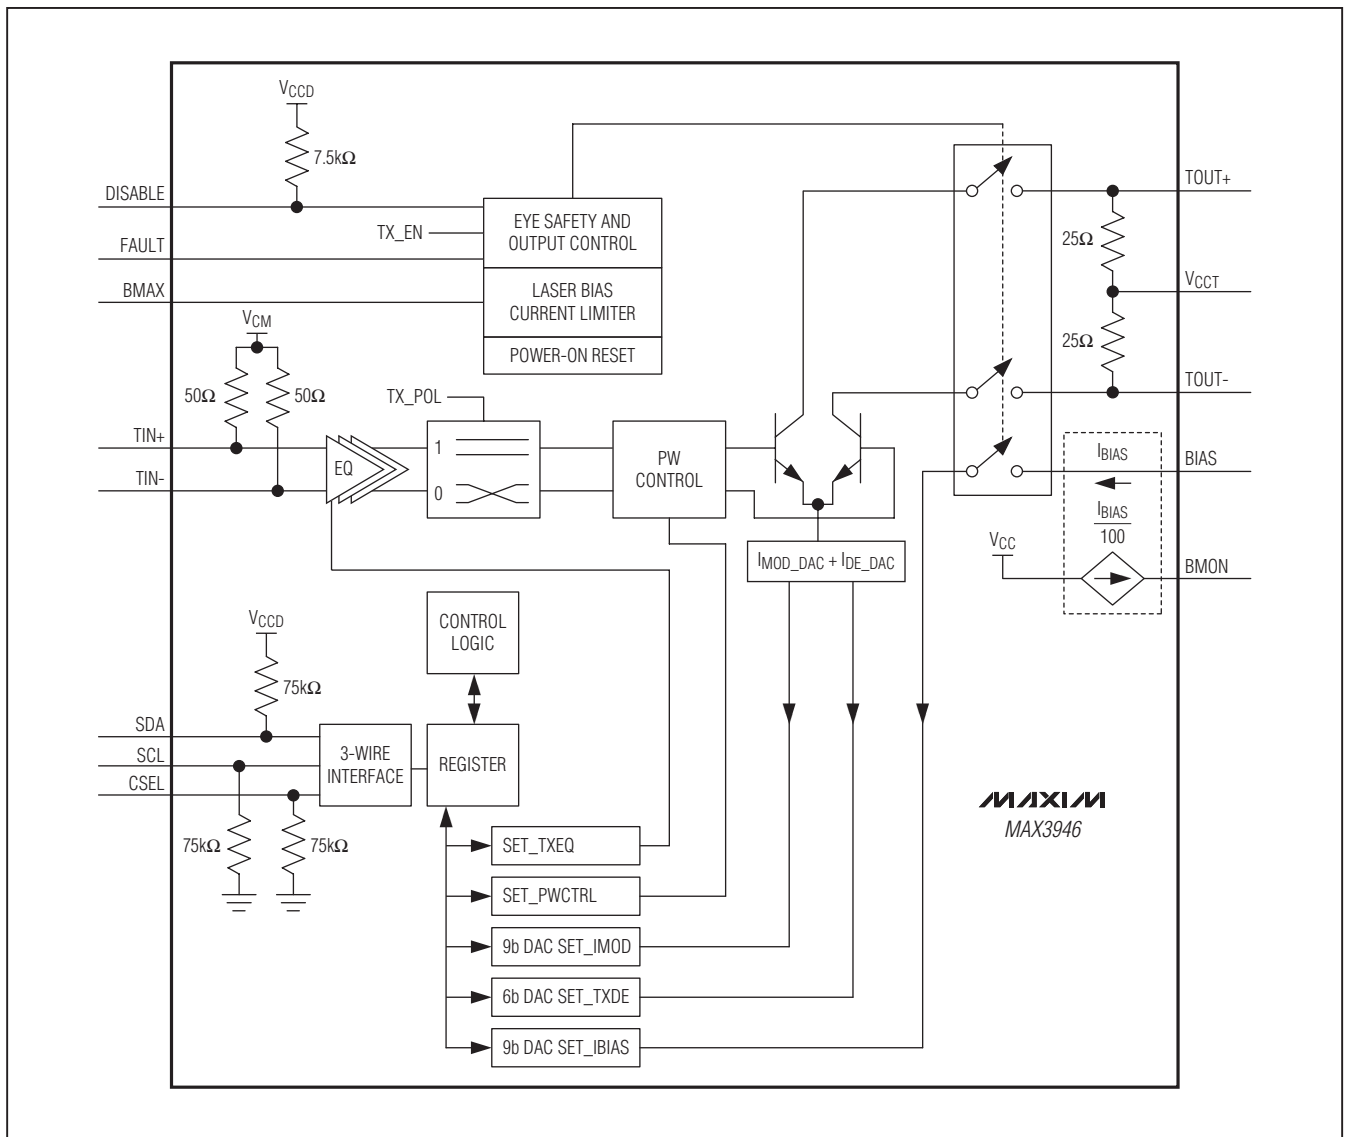 VCCD
7.5kΩ
DISABLE
TX_EN
FAULT
BMAX
EYE SAFETY AND
OUTPUT CONTROL
LASER BIAS
CURRENT LIMITER
POWER-ON RESET
TOUT+
25Ω
VCCT
25Ω
TOUT-
VCM
50Ω
50Ω
TIN+
TIN-
EQ
TX_POL
1
0
PW
CONTROL
IMOD_DAC + IDE_DAC
IBIAS
BIAS
IBIAS
100
VCC
BMON
VCCD
75kΩ
SDA
SCL
CSEL
75kΩ
75kΩ
3-WIRE
INTERFACE
CONTROL
LOGIC
REGISTER
SET_TXEQ
SET_PWCTRL
9b DAC SET_IMOD
6b DAC SET_TXDE
9b DAC SET_IBIAS
MAXIM
MAX3946